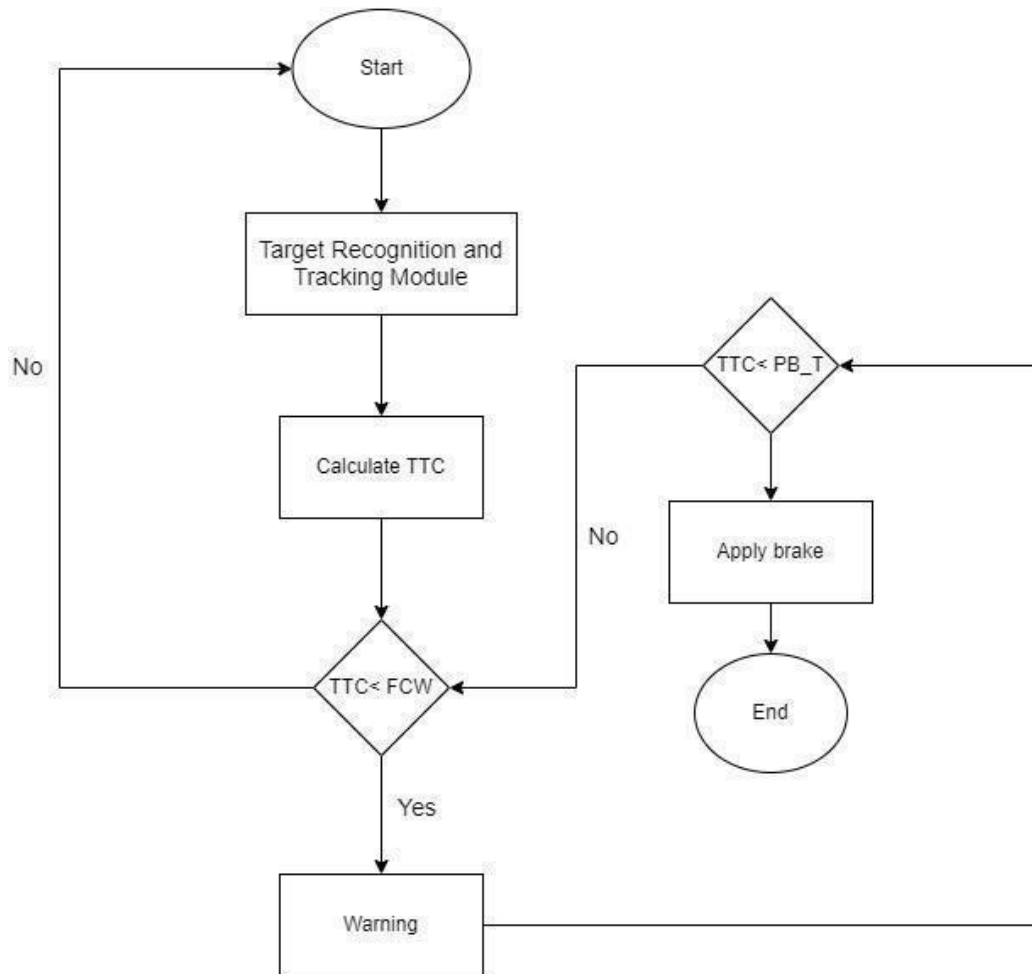 Start
Target Recognition and
Tracking Module
No
TTC< PB_T
Calculate TTC
No
Apply brake
TTC< FCW
End
Yes
Warning